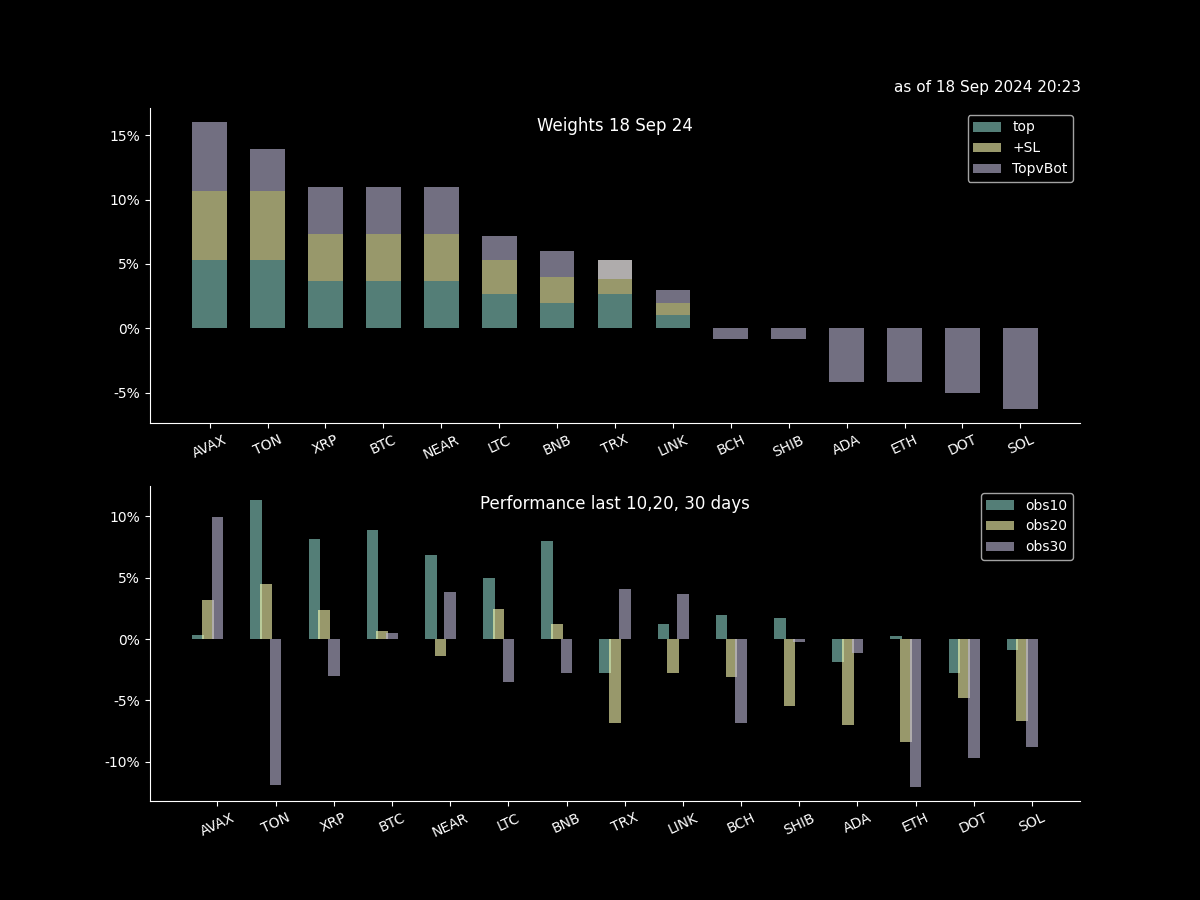 as of 18 Sep 2024 20:23
Weights 18 Sep 24
top
+SL
TopvBot
15%
10%
5%
0%
-5%
AVAX TON XRP BTC NEAR LTC BNB TRX LINK BCH SHIB ADA ETH DOT SOL
Performance last 10,20, 30 days
obs10
obs20
obs30
10%
5%
0%
-5%
-10%
AVAX TON XRP BTC NEAR LTC BNB TRX LINK BCH SHIB ADA ETH DOT SOL